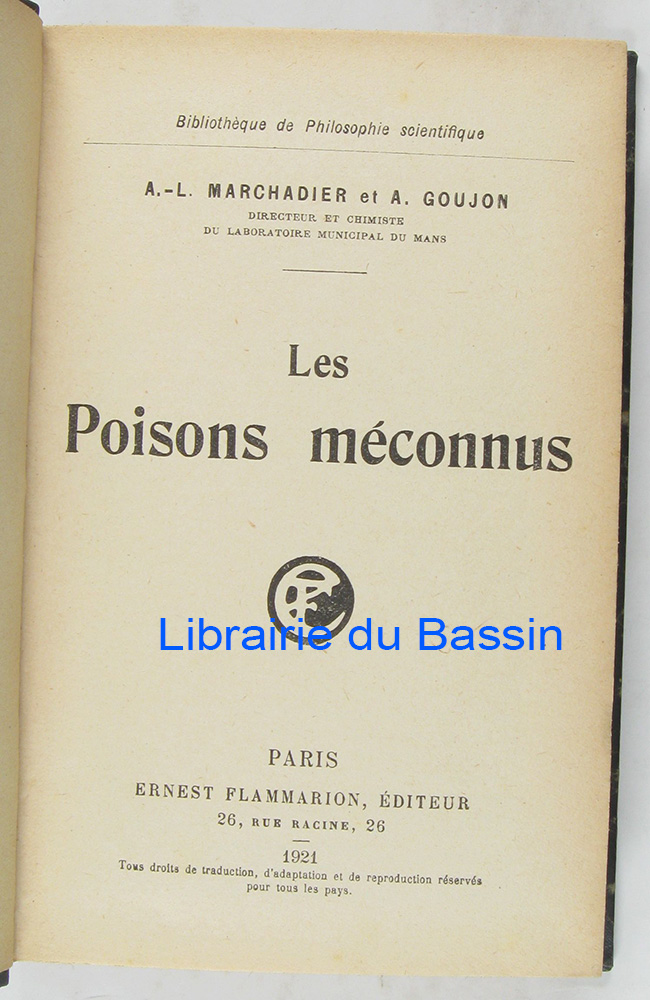 Bibliothèque de Philosophie scientifique
A.-L. MARCHADIER et A. GOUJON
DIRECTEUR ET CHIMISTE
DU LABORATOIRE MUNICIPAL DU MANS
Les
Poisons méconnus
Librairie du Bassin
PARIS
ERNEST FLAMMARION, ÉDITEUR
26, RUE RACINE, 26
1921
Tous droits de traduction, d'adaptation et de reproduction réservés
pour tous les pays.